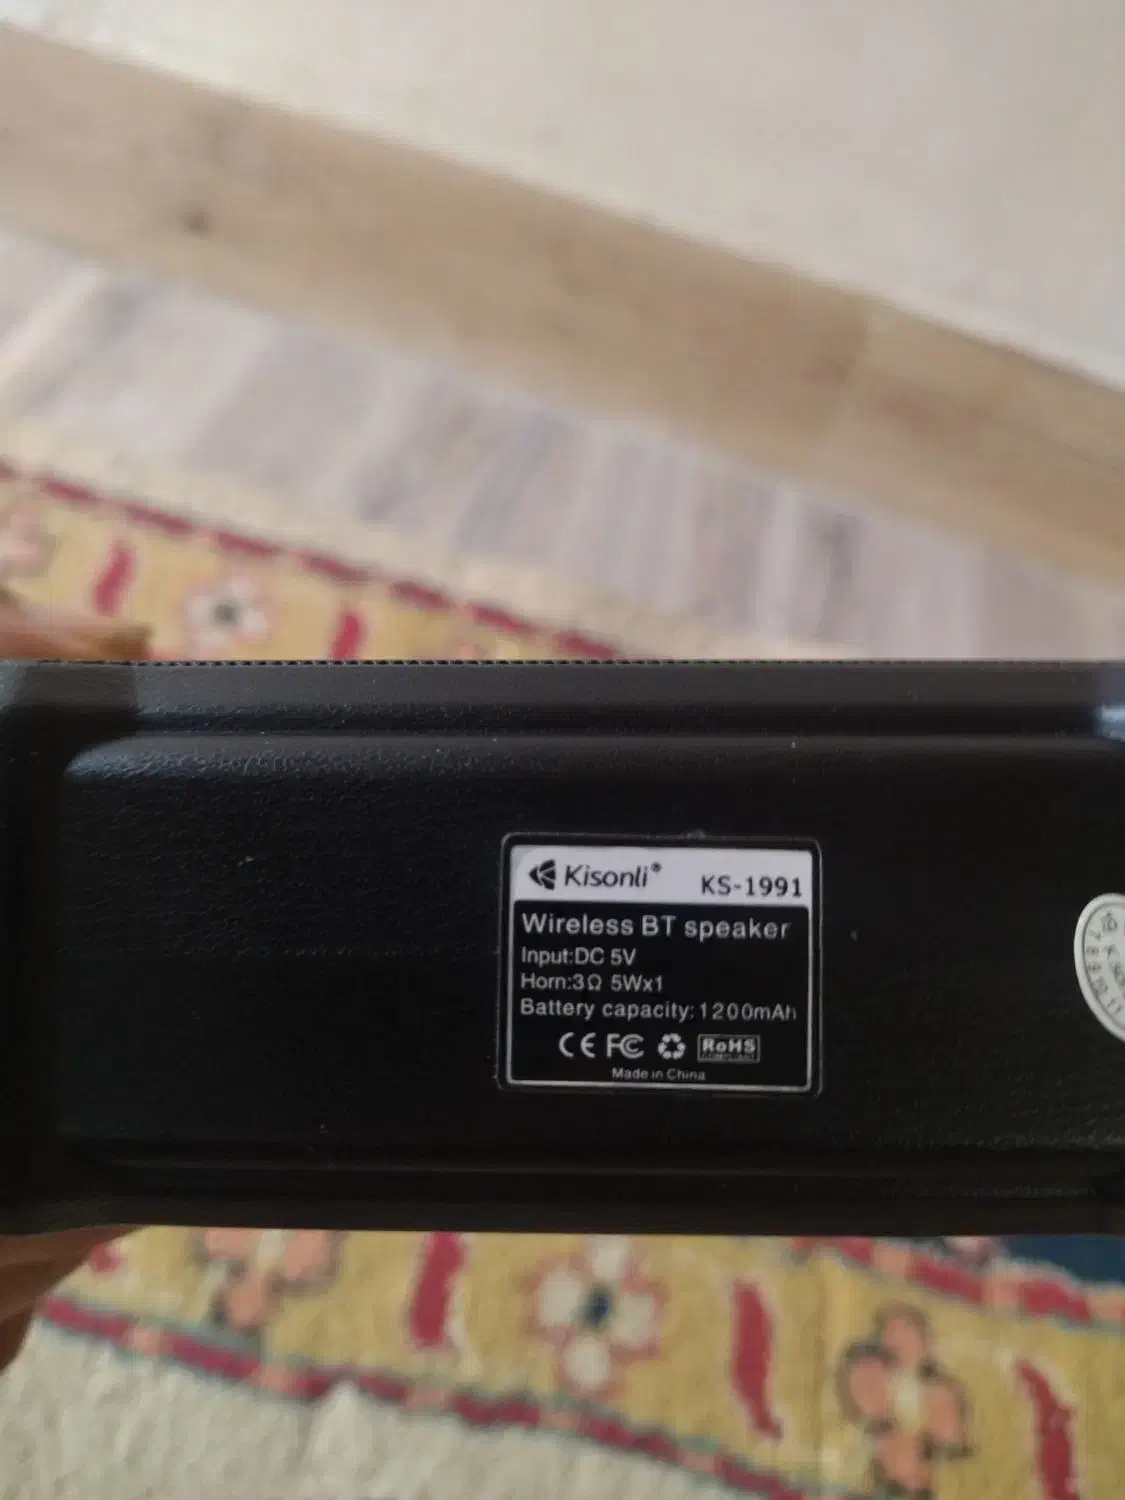 Kisonli®
KS-1991
Wireless BT speaker
Input:DC 5V
Horn:3Ω 5Wx1
Battery capacity:1200mAh
CE FC RoHS
Made in China